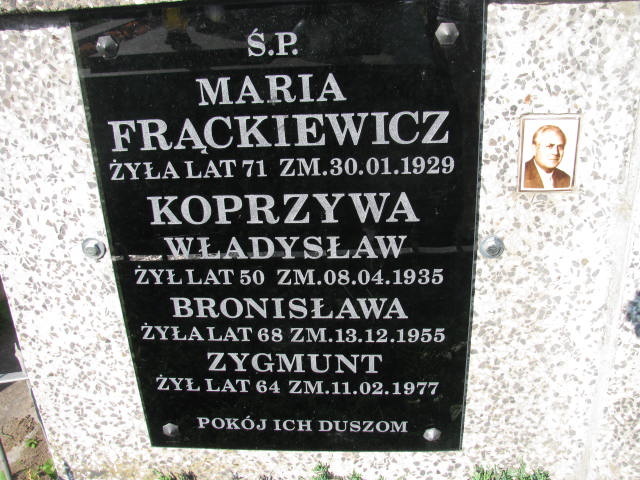 Ś.P.
MARIA
FRĄCKIEWICZ
ŻYŁA LAT 71 ZM.30.01.1929
KOPRZYWA
WŁADYSŁAW
ŻYŁ LAT 50 ZM.08.04.1935
BRONISŁAWA
ŻYŁA LAT 68 ZM.13.12.1955
ZYGMUNT
ŻYŁ LAT 64 ZM.11.02.1977
POKÓJ ICH DUSZOM